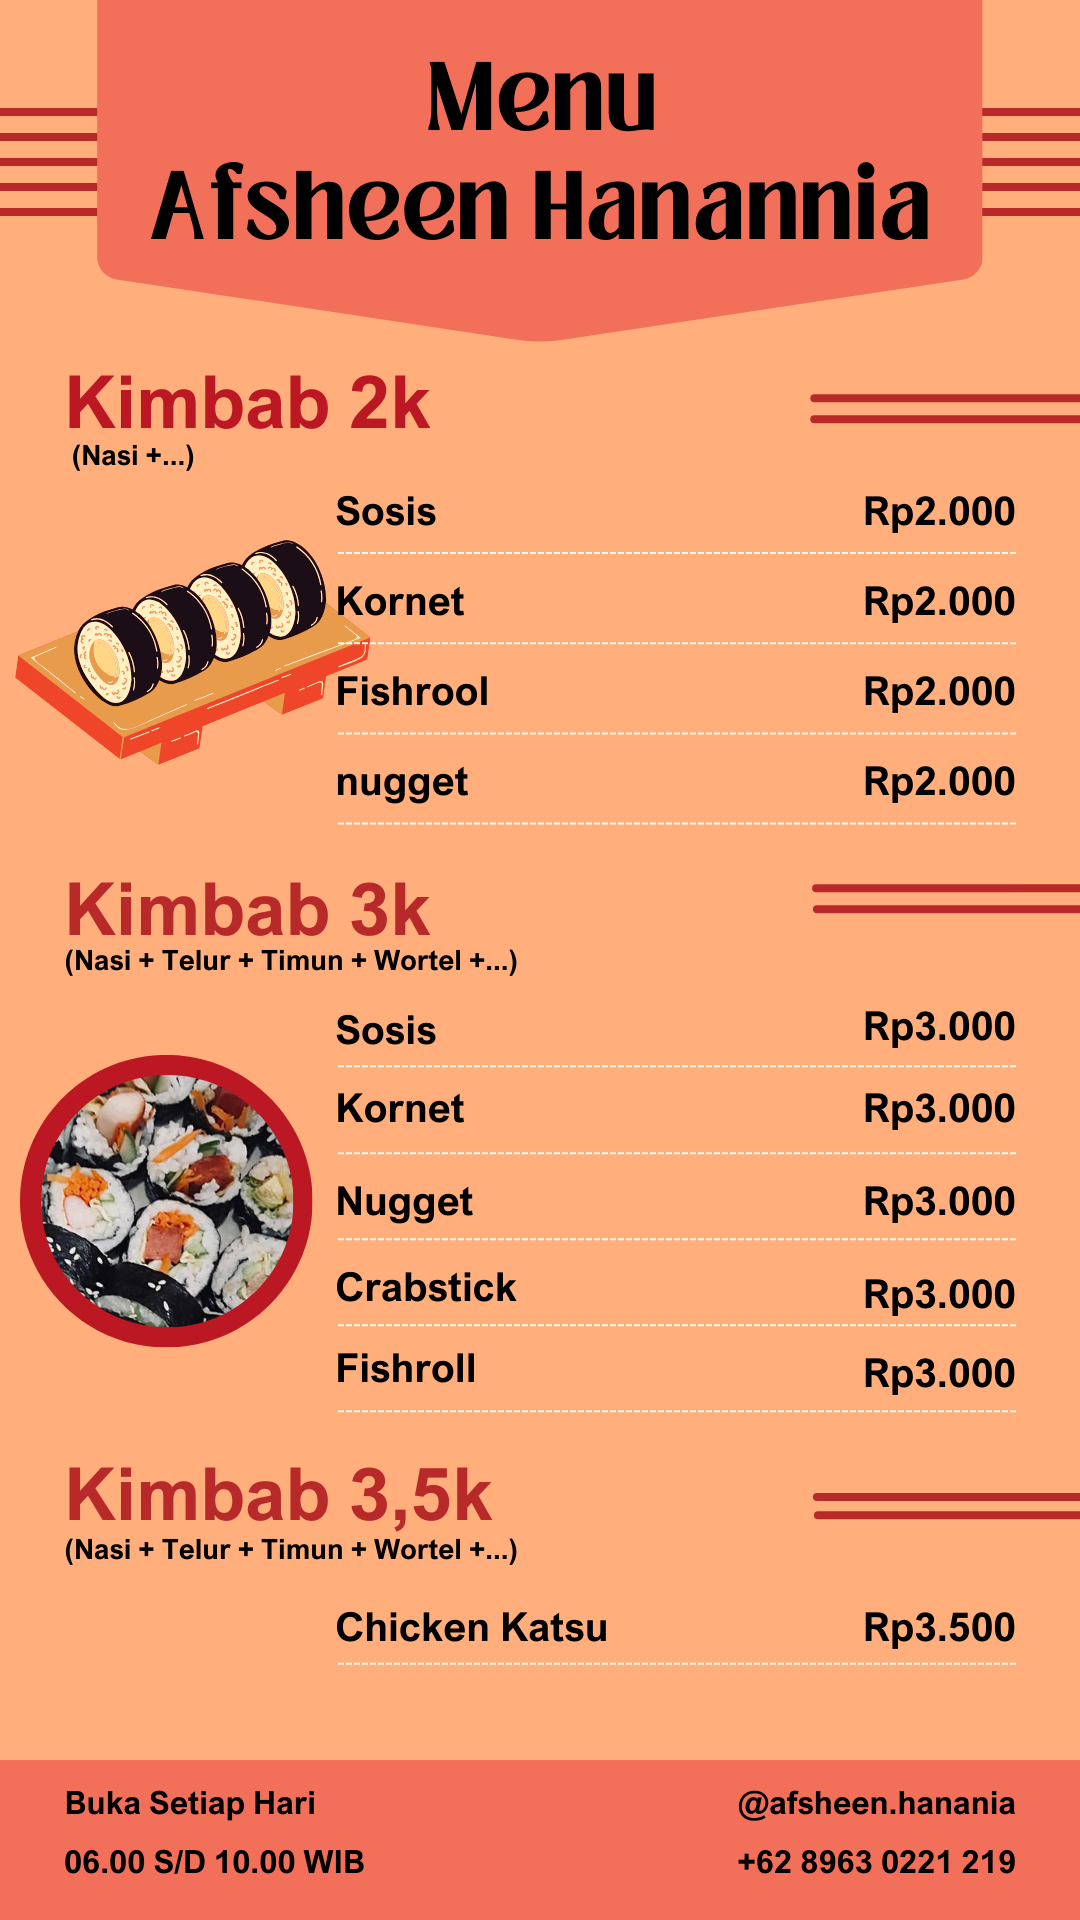 Menu
Afsheen Hanannia
Kimbab 2k
(Nasi +...)
Sosis Rp2.000
Kornet Rp2.000
Fishrool Rp2.000
nugget Rp2.000
Kimbab 3k
(Nasi + Telur + Timun + Wortel +...)
Sosis Rp3.000
Kornet Rp3.000
Nugget Rp3.000
Crabstick Rp3.000
Fishroll Rp3.000
Kimbab 3,5k
(Nasi + Telur + Timun + Wortel +...)
Chicken Katsu Rp3.500
Buka Setiap Hari @afsheen.hanania
06.00 S/D 10.00 WIB +62 8963 0221 219